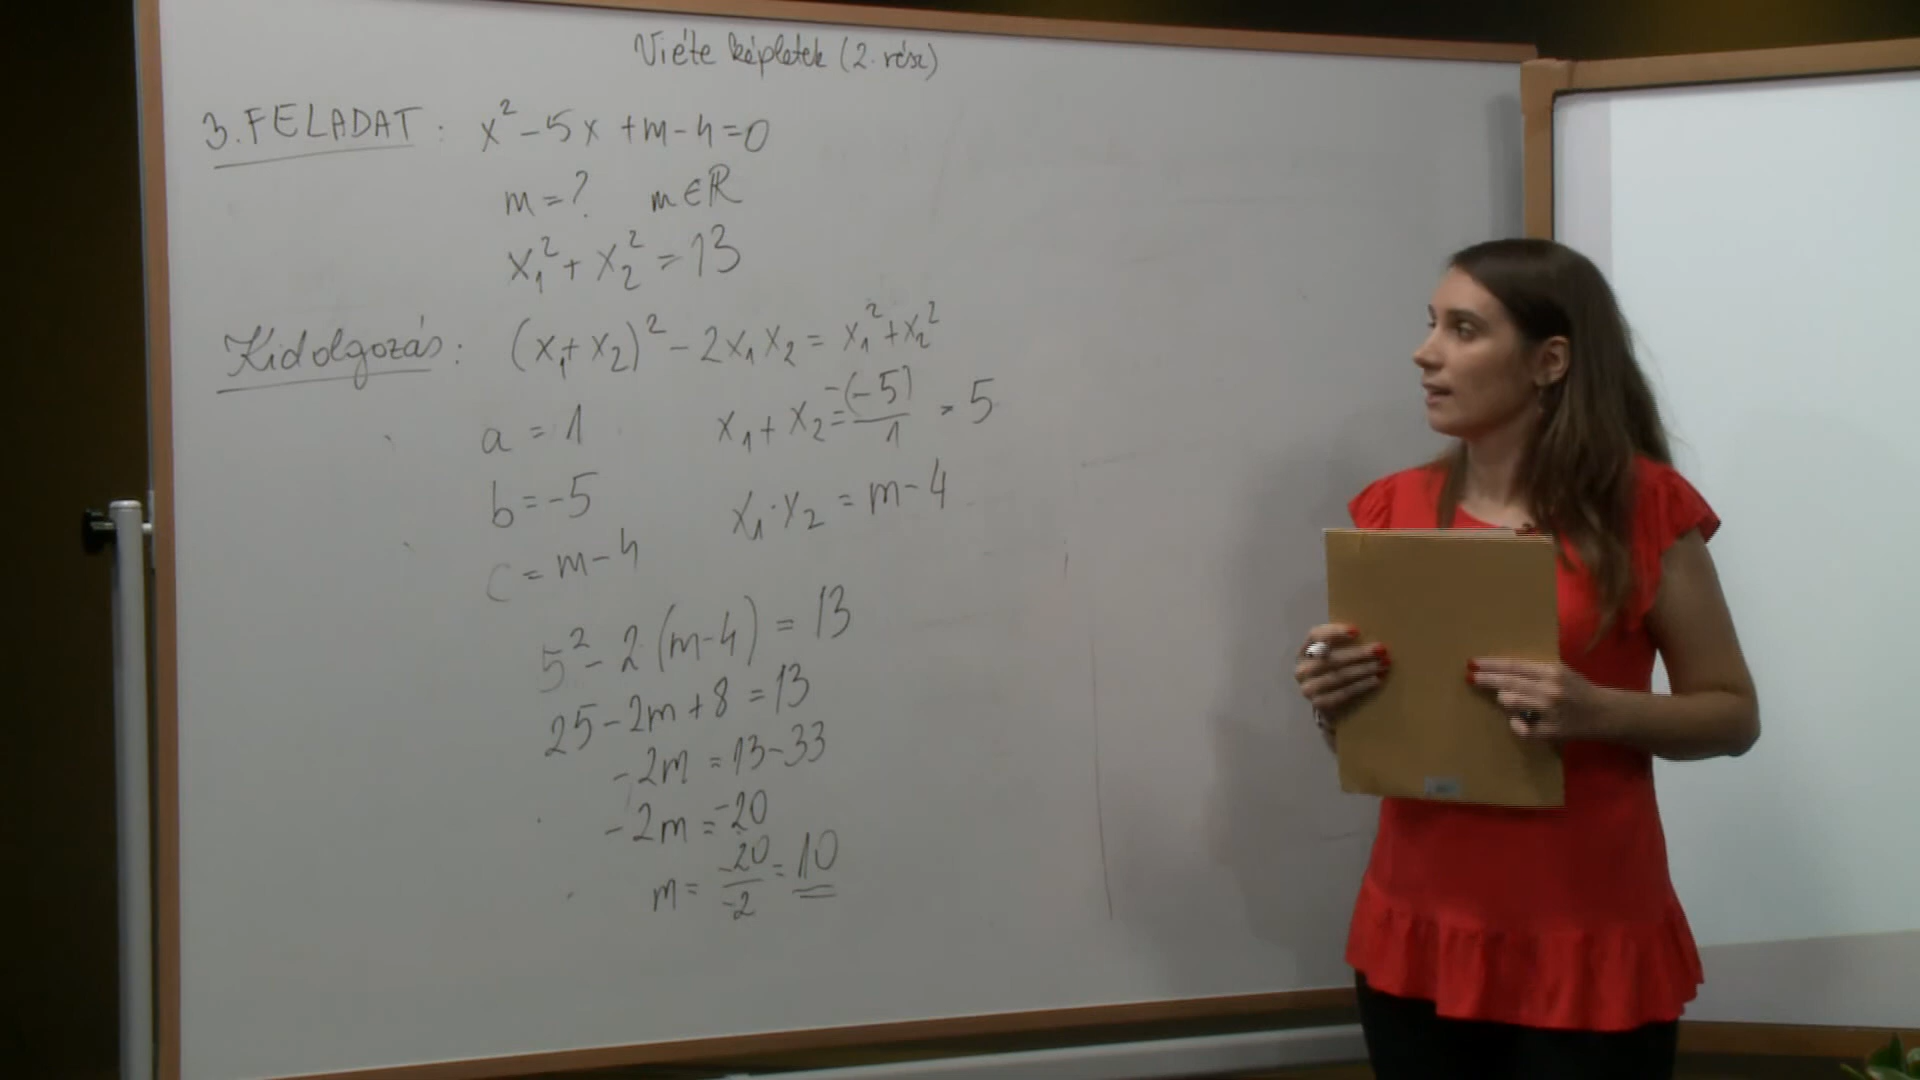 Viéte képletek (2. rész)
3. FELADAT: x² - 5x + m - 4 = 0
m = ? m ∈ ℝ
x₁² + x₂² = 13
Kidolgozás: (x₁ + x₂)² - 2x₁x₂ = x₁² + x₂²
a = 1 x₁ + x₂ = -(-5)/1 = 5
b = -5 x₁ · x₂ = m - 4
c = m - 4
5² - 2(m - 4) = 13
25 - 2m + 8 = 13
-2m = 13 - 33
-2m = -20
m = -20/-2 = 10